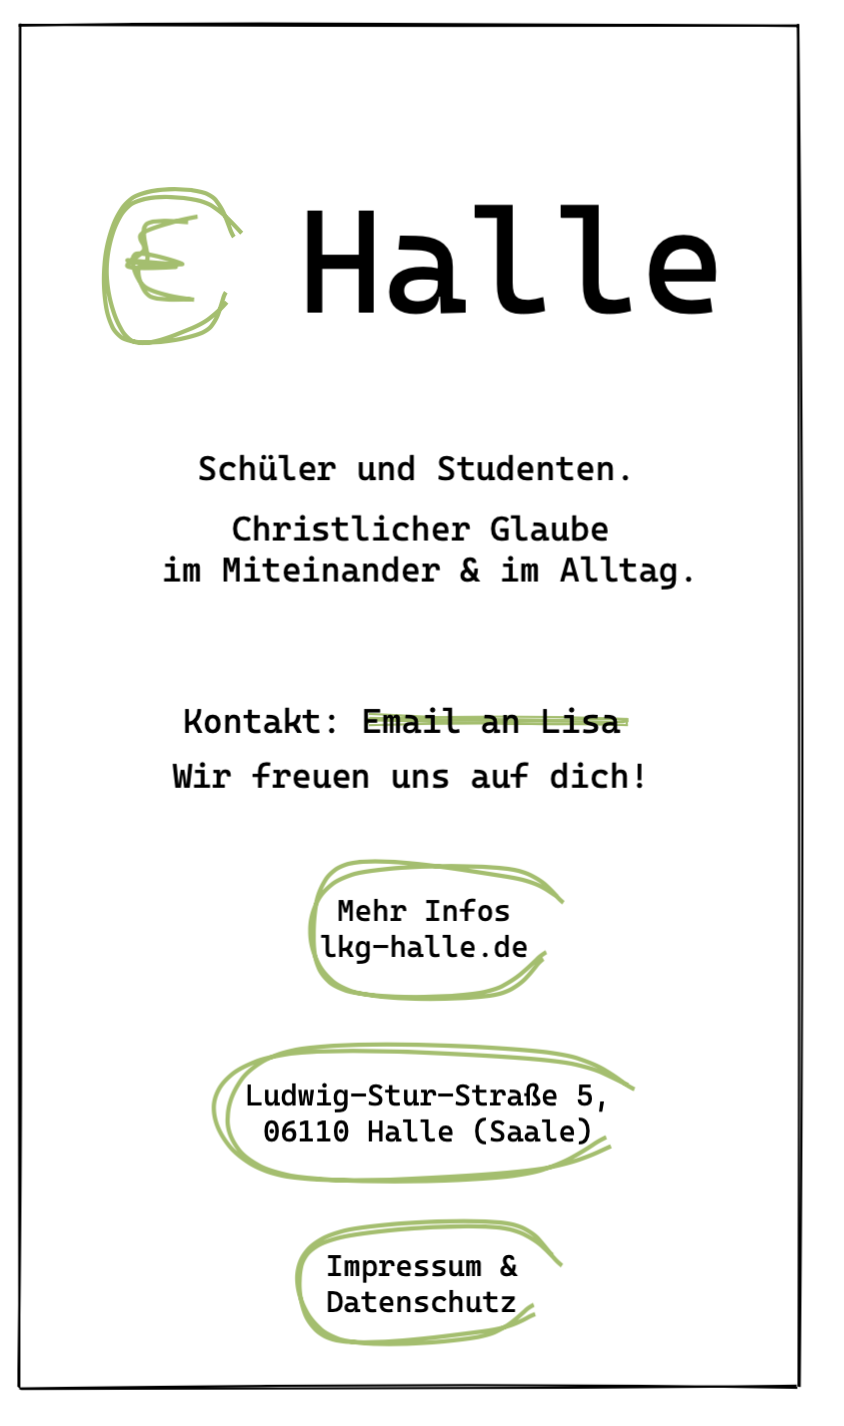 Halle
Schüler und Studenten.
Christlicher Glaube
im Miteinander & im Alltag.
Kontakt: Email an Lisa
Wir freuen uns auf dich!
Mehr Infos
lkg-halle.de
Ludwig-Stur-Straße 5,
06110 Halle (Saale)
Impressum &
Datenschutz